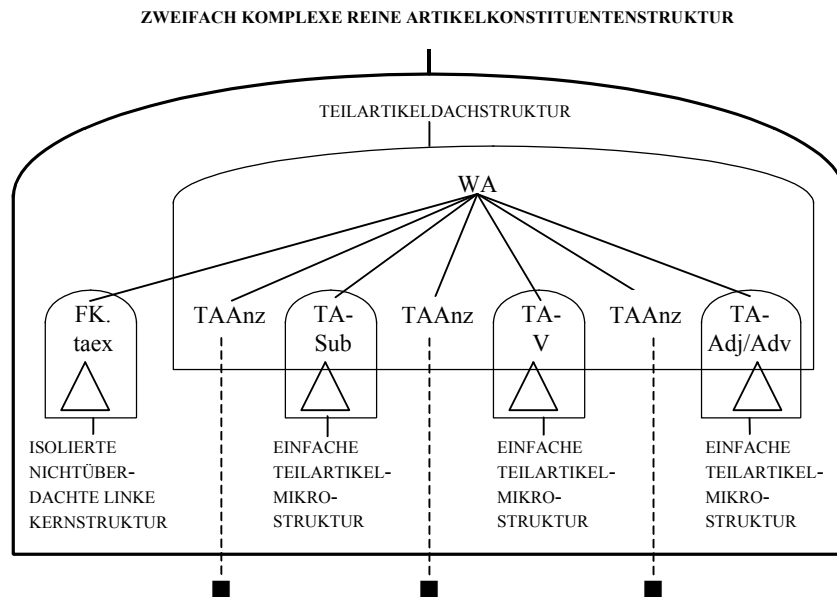 ZWEIFACH KOMPLEXE REINE ARTIKELKONSTITUENTENSTRUKTUR
TEILARTIKELDACHSTRUKTUR
WA
FK.
taex
TAAnz
TA-
Sub
TAAnz
TA-
V
TAAnz
TA-
Adj/Adv
ISOLIERTE
NICHTÜBER-
DACHTE LINKE
KERNSTRUKTUR
EINFACHE
TEILARTIKEL-
MIKRO-
STRUKTUR
EINFACHE
TEILARTIKEL-
MIKRO-
STRUKTUR
EINFACHE
TEILARTIKEL-
MIKRO-
STRUKTUR